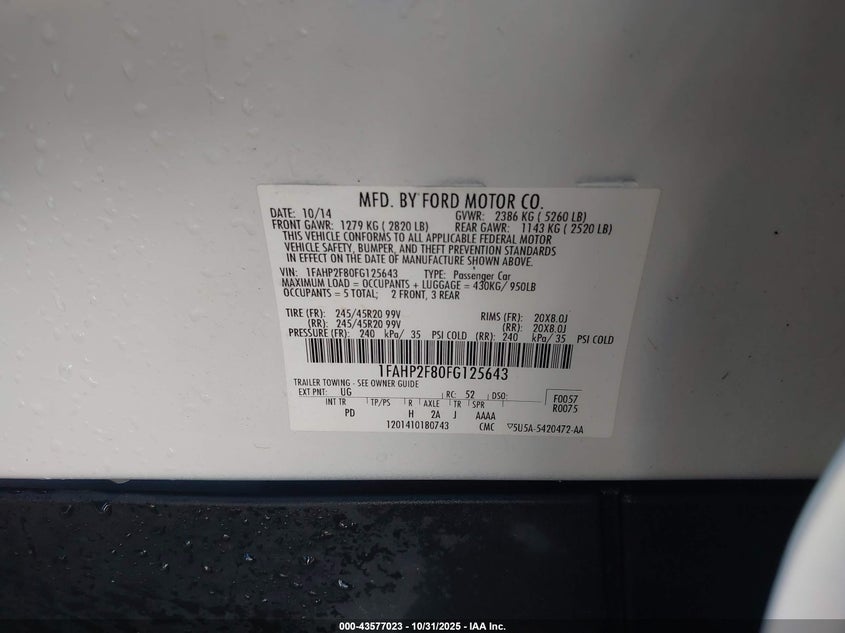 MFD. BY FORD MOTOR CO.
DATE: 10/14 GVWR: 2386 KG ( 5260 LB)
FRONT GAWR: 1279 KG ( 2820 LB) REAR GAWR: 1143 KG ( 2520 LB)
THIS VEHICLE CONFORMS TO ALL APPLICABLE FEDERAL MOTOR
VEHICLE SAFETY, BUMPER, AND THEFT PREVENTION STANDARDS
IN EFFECT ON THE DATE OF MANUFACTURE SHOWN ABOVE.
VIN: 1FAHP2F80FG125643 TYPE: Passenger Car
MAXIMUM LOAD = OCCUPANTS + LUGGAGE = 430KG/ 950LB
OCCUPANTS = 5 TOTAL; 2 FRONT, 3 REAR
TIRE (FR): 245/45R20 99V RIMS (FR): 20X8.0J
(RR): 245/45R20 99V (RR): 20X8.0J
PRESSURE (FR): 240 kPa/ 35 PSI COLD (RR): 240 kPa/ 35 PSI COLD
1FAHP2F80FG125643
TRAILER TOWING - SEE OWNER GUIDE
EXT PNT: UG RC: 52 DSO: F0057
INT TR TP/PS R AXLE TR SPR R0075
PD H 2A J AAAA
1201410180743 CMC ▽5U5A-5420472-AA
000-43577023 - 10/31/2025 - IAA Inc.